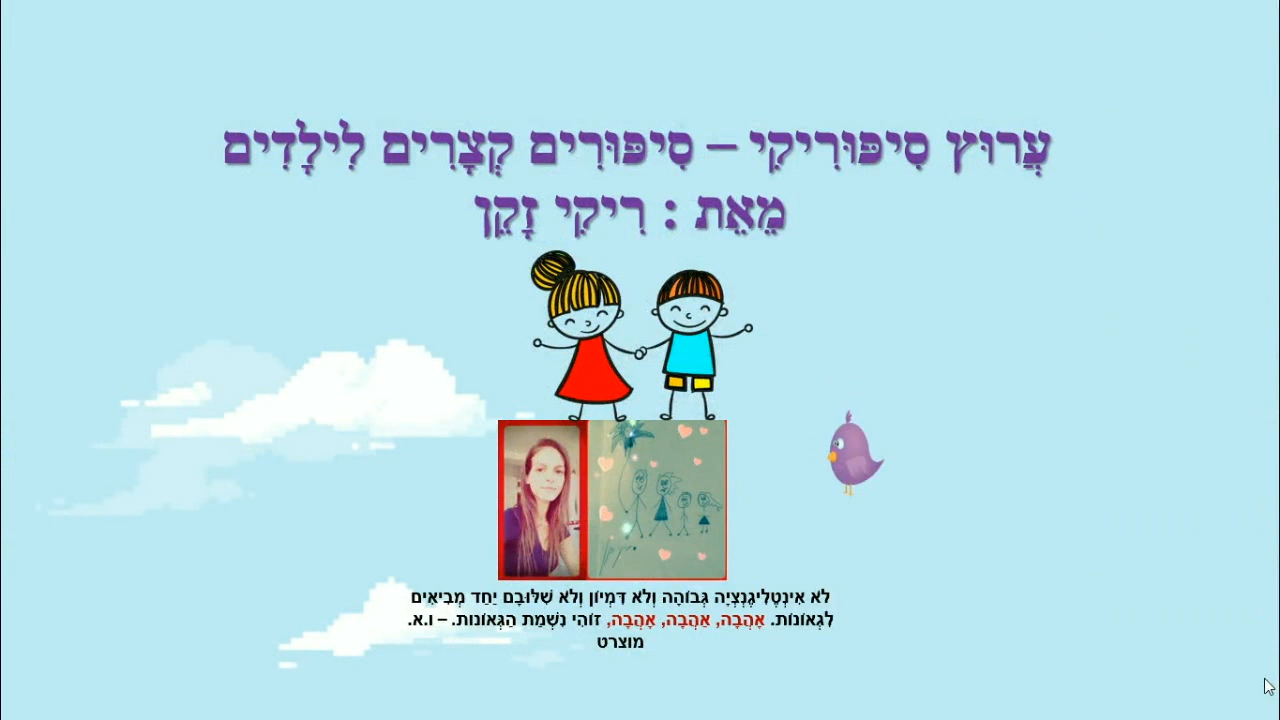 עֲרוּץ סִיפּוּרִיקִי – סִיפּוּרִים קְצָרִים לִילָדִים
מֵאֵת : רִיקִי זָקֵן
לֹא אִינְטֶלִיגֶנְצְיָה גְּבוֹהָה וְלֹא דִּמְיוֹן וְלֹא שִׁלּוּבָם יַחַד מְבִיאִים
לִגְאוֹנוּת. אָהֲבָה, אַהֲבָה, אָהֲבָה, זוֹהִי נִשְׁמַת הַגְּאוֹנוּת. – ו.א.
מוצרט